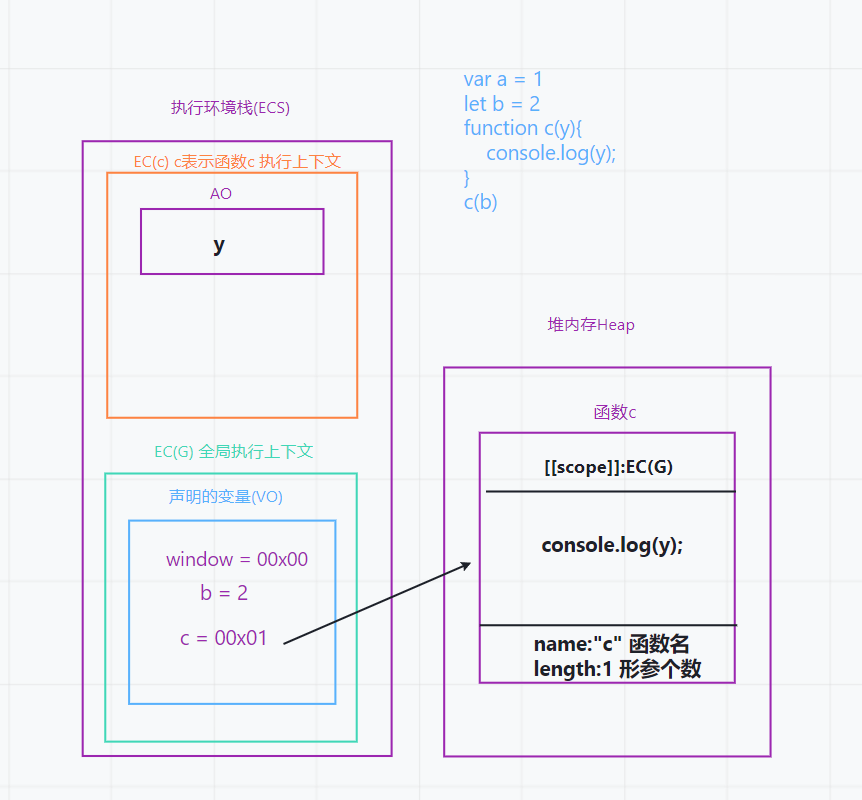 var a = 1
let b = 2
function c(y){
console.log(y);
}
c(b)
执行环境栈(ECS)
EC(c) c表示函数c 执行上下文
AO
y
EC(G) 全局执行上下文
声明的变量(VO)
window = 00x00
b = 2
c = 00x01
堆内存Heap
函数c
[[scope]]:EC(G)
console.log(y);
name:"c" 函数名
length:1 形参个数